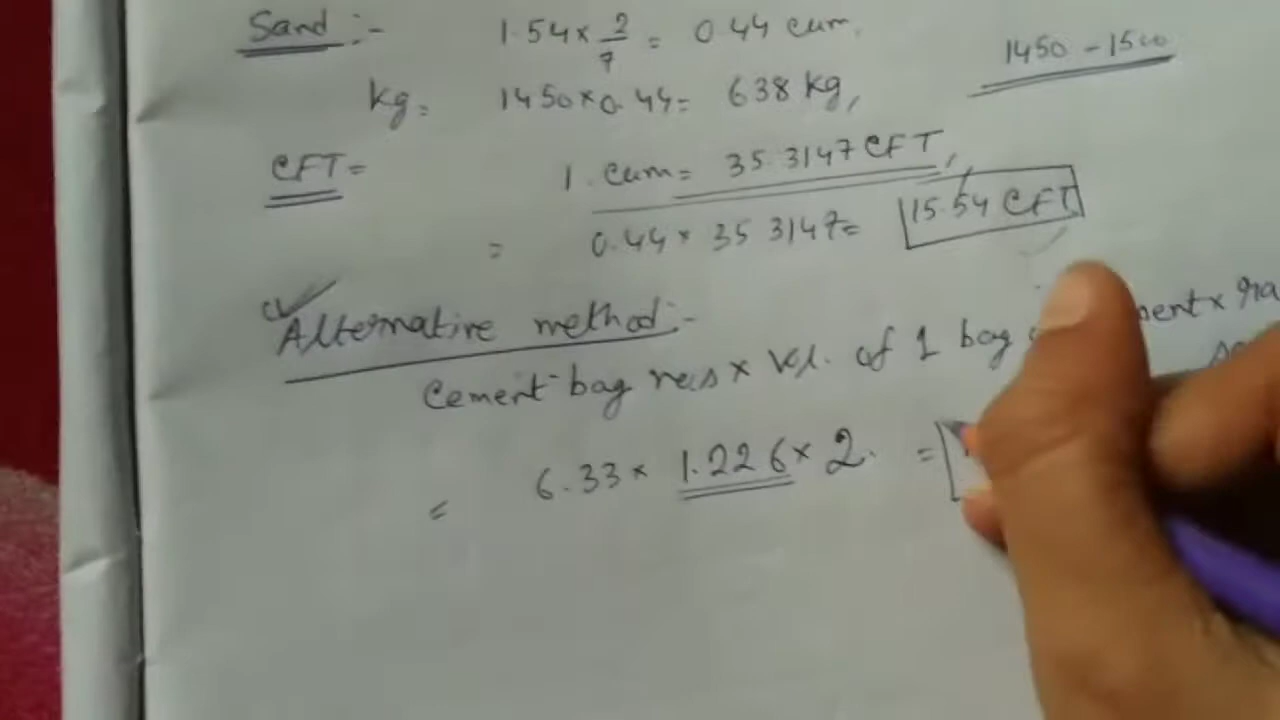 Sand :- 1.54 × 2/7 = 0.44 cum.
1450 - 1500
kg = 1450 × 0.44 = 638 kg,
CFT = 1. cum = 35.3147 CFT,
= 0.44 × 35 3147 = 15.54 CFT
Alternative method :-
Cement bag × of 1 bag
= 6.33 × 1.226 × 2. =